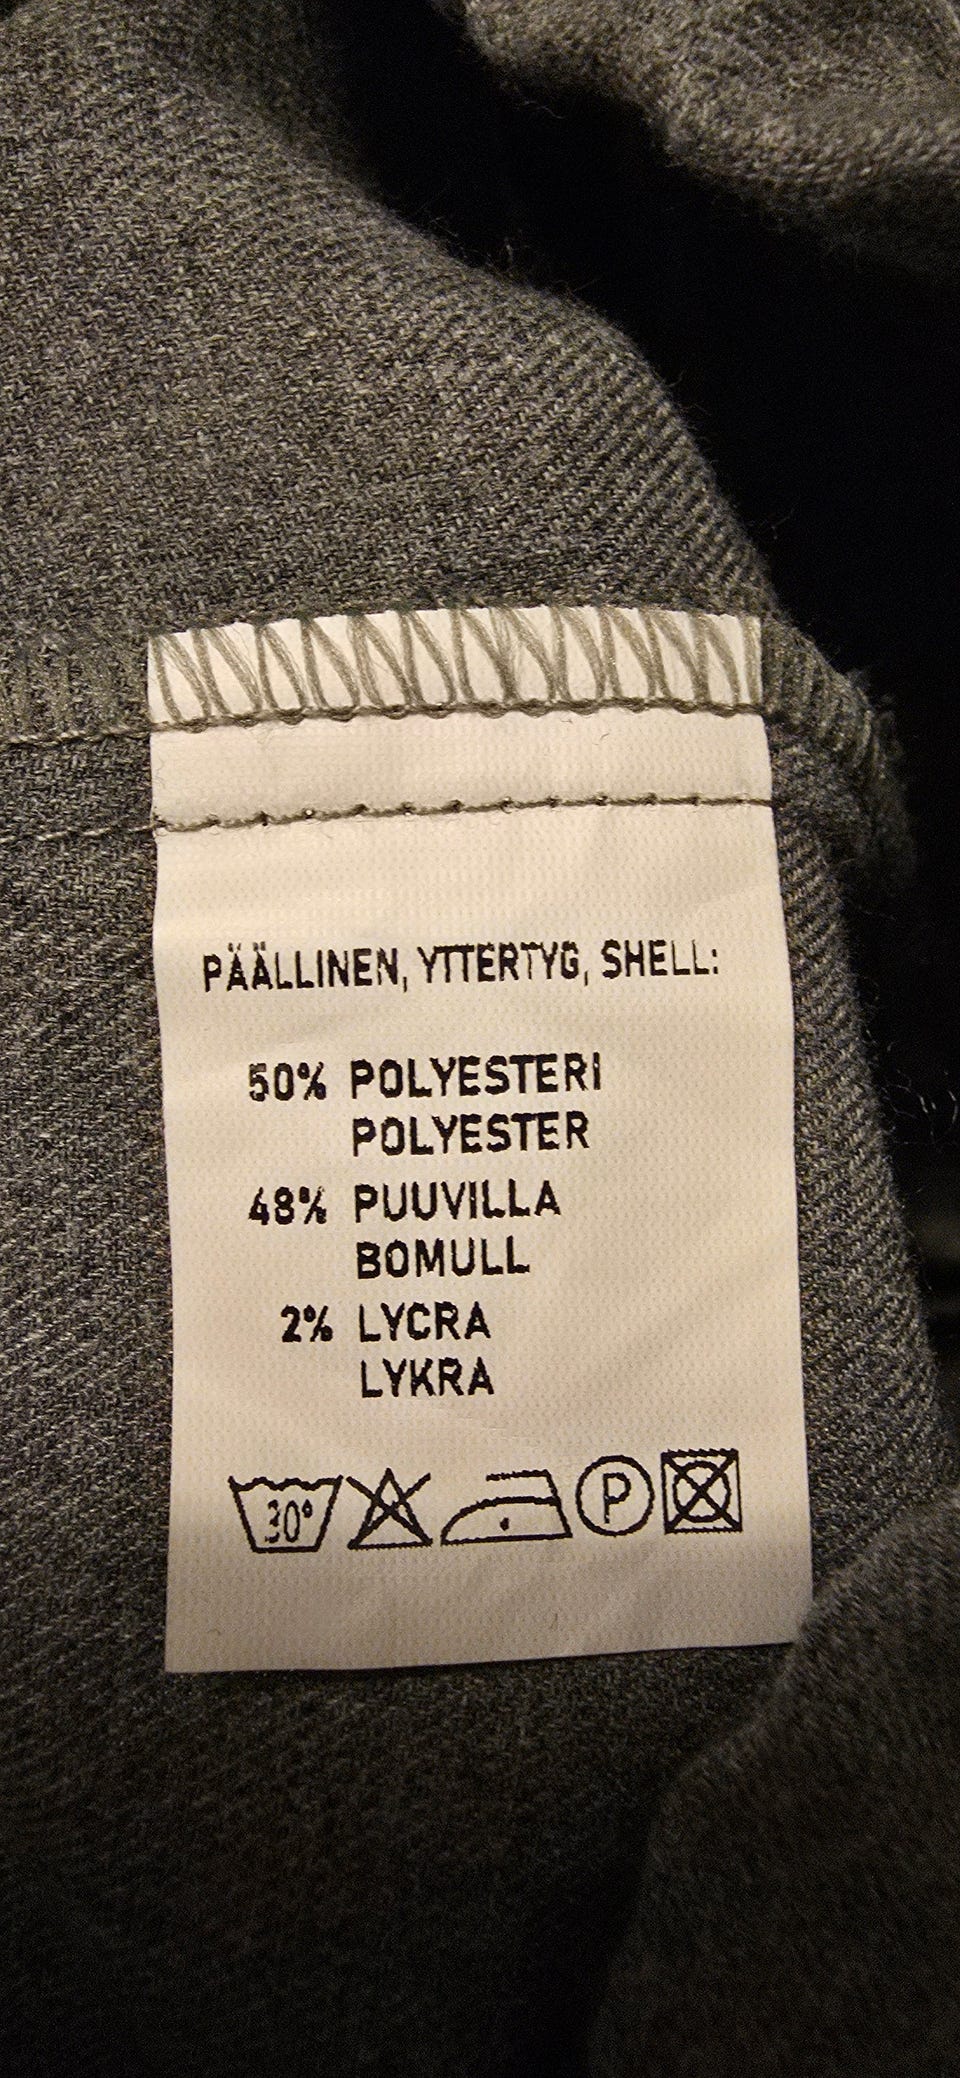 PÄÄLLINEN, YTTERTYG, SHELL:
50% POLYESTERI
POLYESTER
48% PUUVILLA
BOMULL
2% LYCRA
LYKRA
30° P